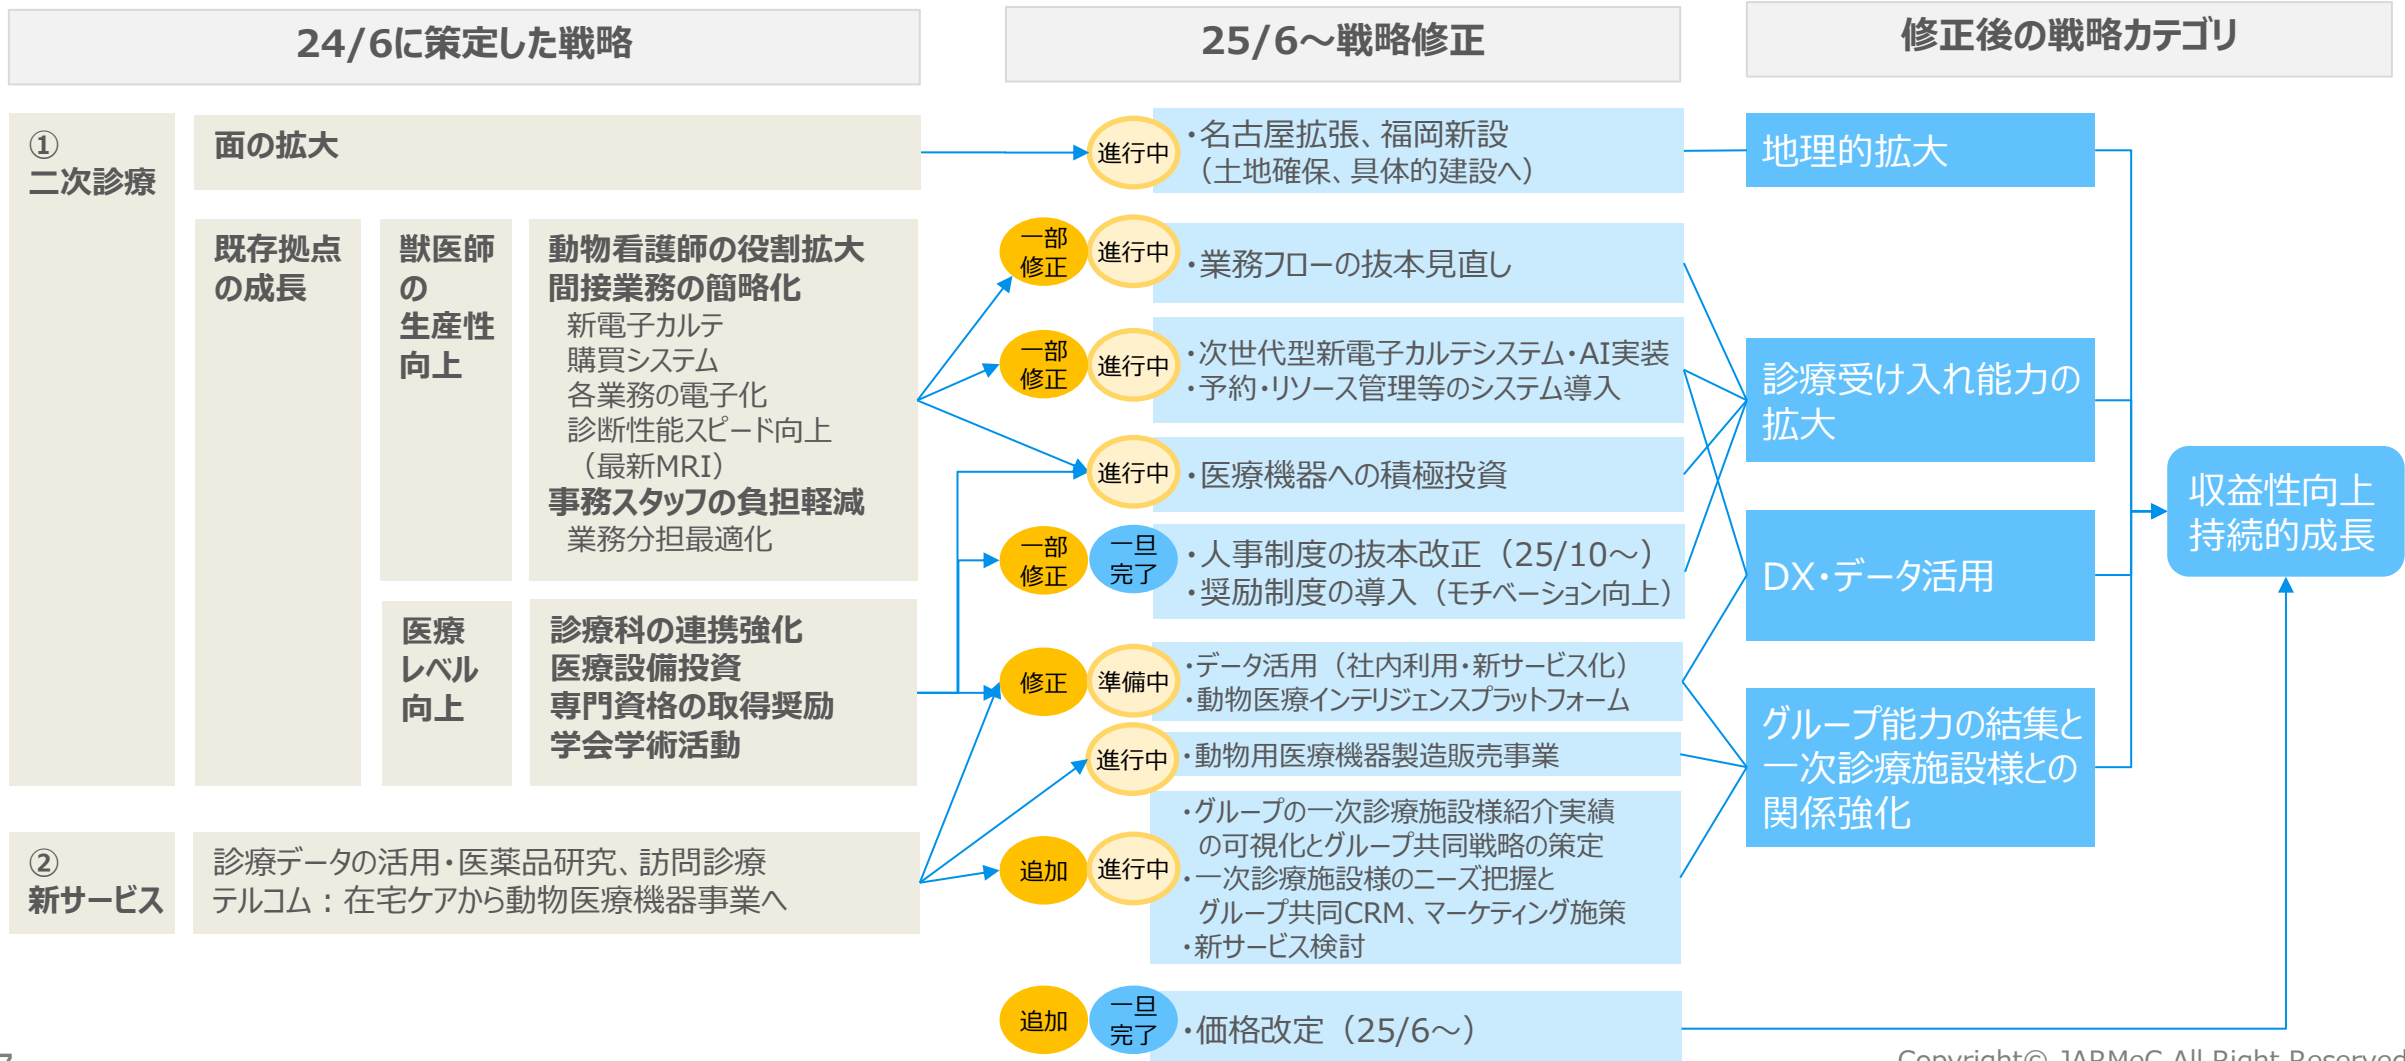 24/6に策定した戦略
25/6～戦略修正
修正後の戦略カテゴリ
①
二次診療
面の拡大
既存拠点
の成長
獣医師
の
生産性
向上
動物看護師の役割拡大
間接業務の簡略化
新電子カルテ
購買システム
各業務の電子化
診断性能スピード向上
（最新MRI）
事務スタッフの負担軽減
業務分担最適化
医療
レベル
向上
診療科の連携強化
医療設備投資
専門資格の取得奨励
学会学術活動
②
新サービス
診療データの活用・医薬品研究、訪問診療
テルコム：在宅ケアから動物医療機器事業へ
進行中
・名古屋拡張、福岡新設
（土地確保、具体的建設へ）
一部
修正
進行中
・業務フローの抜本見直し
一部
修正
進行中
・次世代型新電子カルテシステム・AI実装
・予約・リソース管理等のシステム導入
進行中
・医療機器への積極投資
一部
修正
一旦
完了
・人事制度の抜本改正（25/10～）
・奨励制度の導入（モチベーション向上）
修正
準備中
・データ活用（社内利用・新サービス化）
・動物医療インテリジェンスプラットフォーム
進行中
・動物用医療機器製造販売事業
追加
進行中
・グループの一次診療施設様紹介実績
の可視化とグループ共同戦略の策定
・一次診療施設様のニーズ把握と
グループ共同CRM、マーケティング施策
・新サービス検討
追加
一旦
完了
・価格改定（25/6～）
地理的拡大
診療受け入れ能力の
拡大
DX・データ活用
グループ能力の結集と
一次診療施設様との
関係強化
収益性向上
持続的成長
7
Copyright© JARMeC All Right Reserved